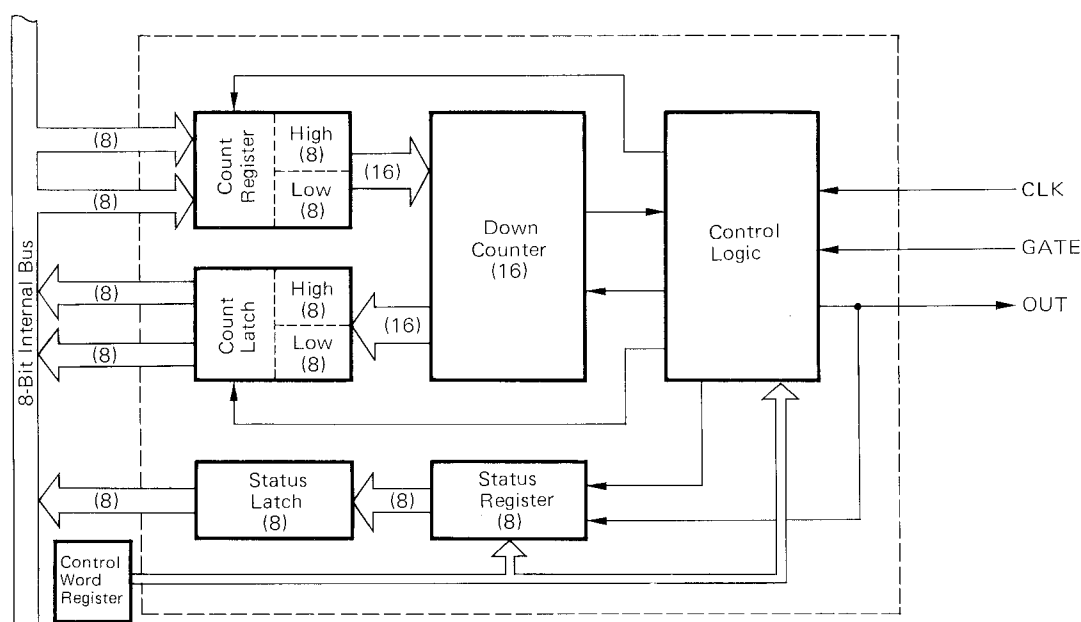 8-Bit Internal Bus
(8)
(8)
Count
Register
High
(8)
Low
(8)
(16)
Down
Counter
(16)
Control
Logic
CLK
GATE
OUT
(8)
(8)
Count
Latch
High
(8)
Low
(8)
(16)
(8)
Status
Latch
(8)
(8)
Status
Register
(8)
Control
Word
Register